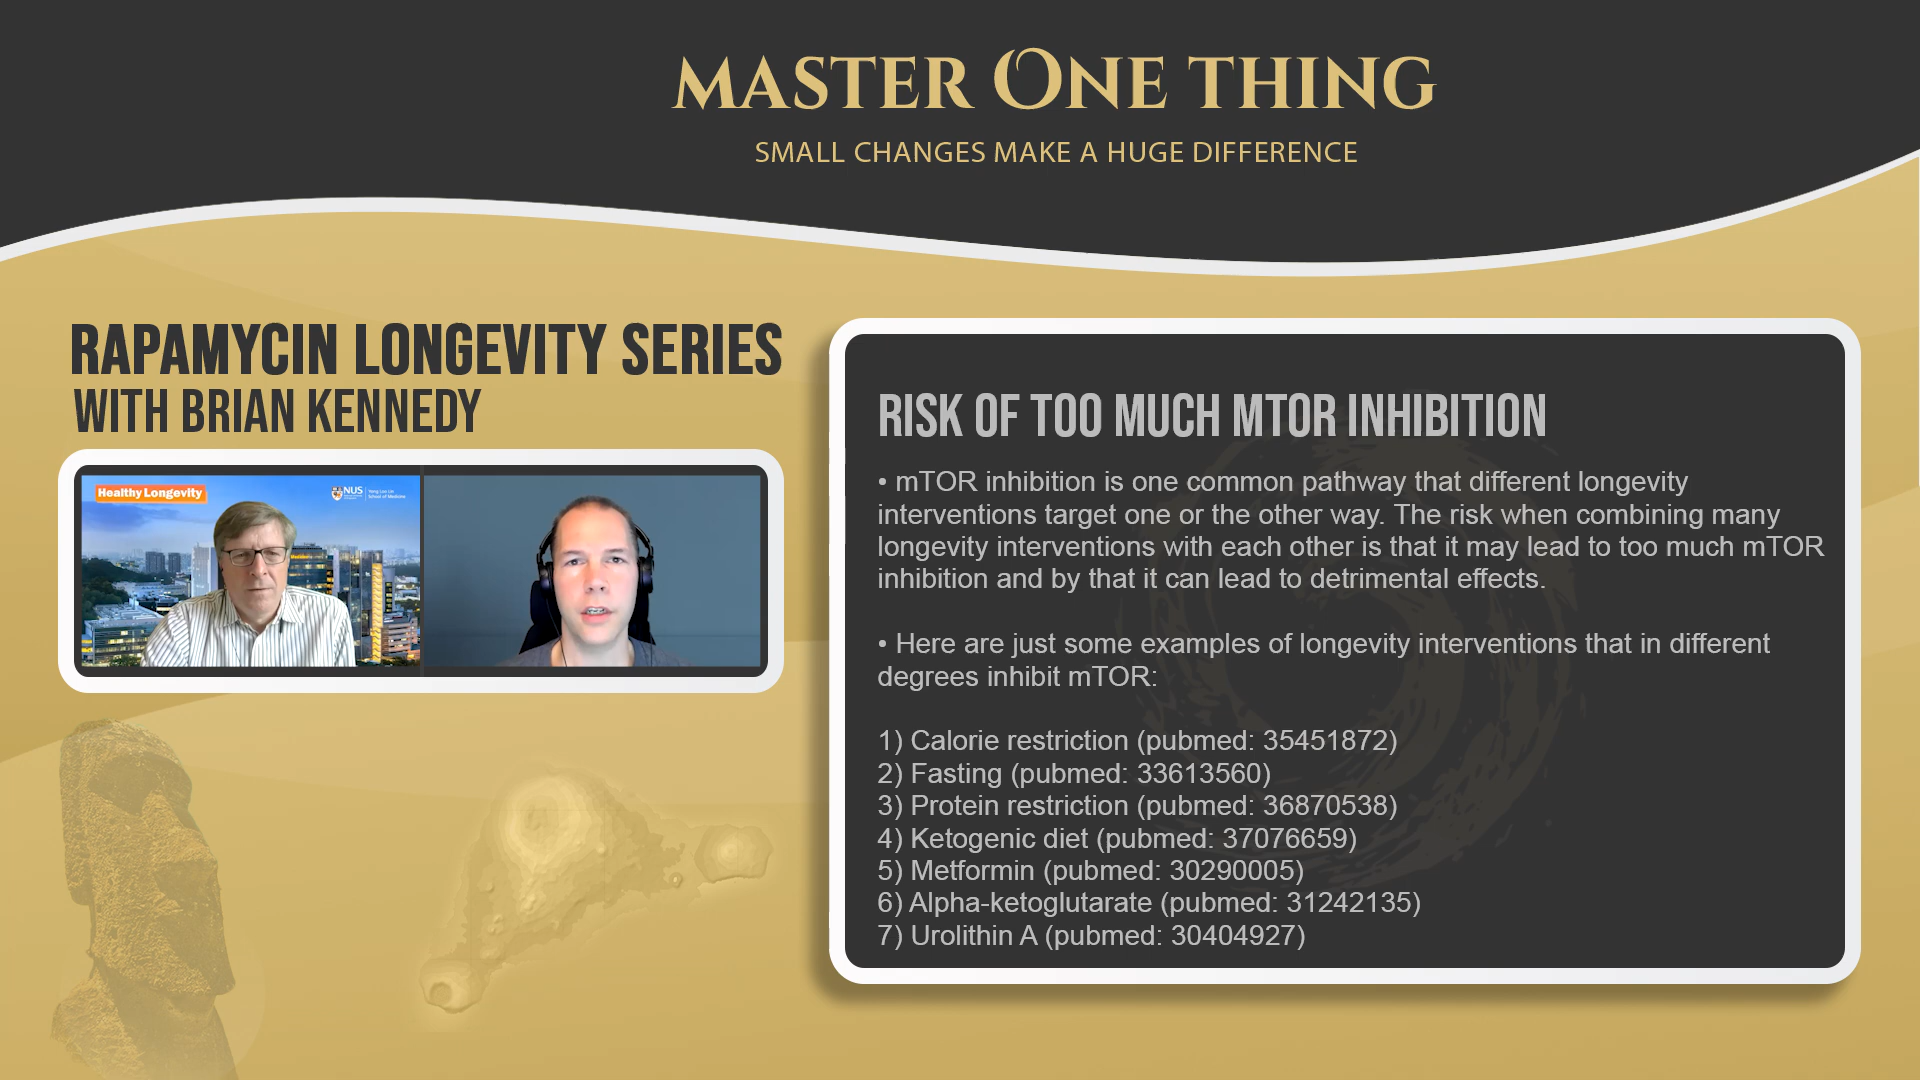 MASTER ONE THING
SMALL CHANGES MAKE A HUGE DIFFERENCE
RAPAMYCIN LONGEVITY SERIES
WITH BRIAN KENNEDY
Healthy Longevity
NUS
Yong Loo Lin
School of Medicine
RISK OF TOO MUCH MTOR INHIBITION
• mTOR inhibition is one common pathway that different longevity
interventions target one or the other way. The risk when combining many
longevity interventions with each other is that it may lead to too much mTOR
inhibition and by that it can lead to detrimental effects.
• Here are just some examples of longevity interventions that in different
degrees inhibit mTOR:
1) Calorie restriction (pubmed: 35451872)
2) Fasting (pubmed: 33613560)
3) Protein restriction (pubmed: 36870538)
4) Ketogenic diet (pubmed: 37076659)
5) Metformin (pubmed: 30290005)
6) Alpha-ketoglutarate (pubmed: 31242135)
7) Urolithin A (pubmed: 30404927)